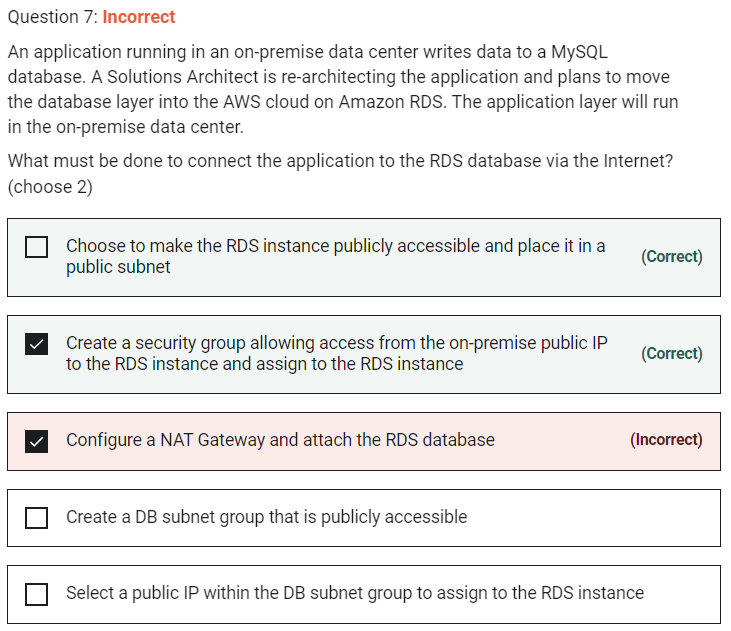 Question 7: Incorrect
An application running in an on-premise data center writes data to a MySQL
database. A Solutions Architect is re-architecting the application and plans to move
the database layer into the AWS cloud on Amazon RDS. The application layer will run
in the on-premise data center.
What must be done to connect the application to the RDS database via the Internet?
(choose 2)
Choose to make the RDS instance publicly accessible and place it in a
public subnet
(Correct)
Create a security group allowing access from the on-premise public IP
to the RDS instance and assign to the RDS instance
(Correct)
Configure a NAT Gateway and attach the RDS database
(Incorrect)
Create a DB subnet group that is publicly accessible
Select a public IP within the DB subnet group to assign to the RDS instance